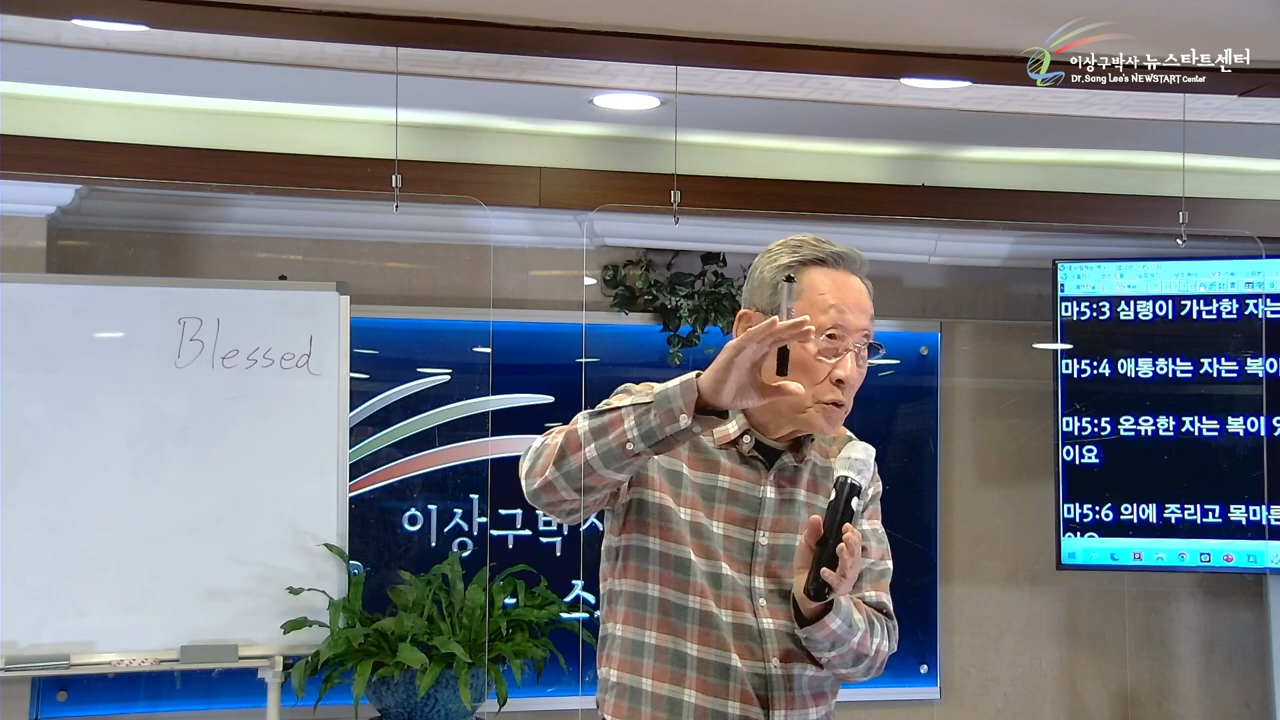 이상구박사 뉴스타트센터
Dr. Sang Lee's NEWSTART Center
Blessed
마5:3 심령이 가난한 자는
마5:4 애통하는 자는 복이
마5:5 온유한 자는 복이
이요
마5:6 의에 주리고 목마른
이상구박사